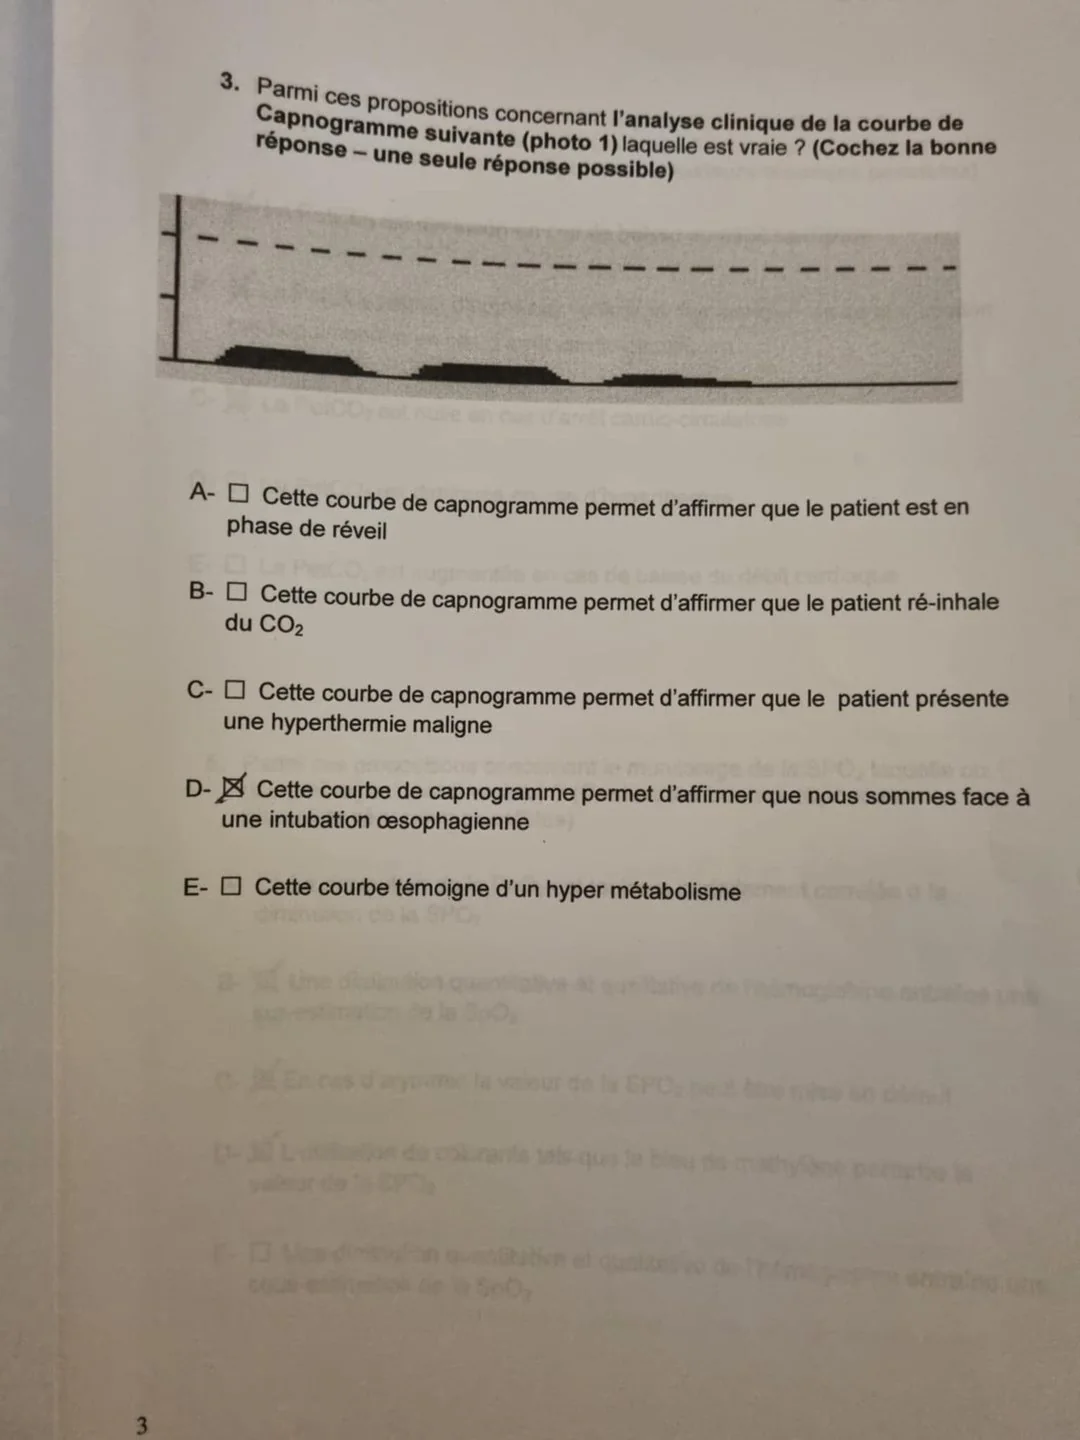 3. Parmi ces propositions concernant l'analyse clinique de la courbe de
Capnogramme suivante (photo 1) laquelle est vraie ? (Cochez la bonne
réponse – une seule réponse possible)
A- ☐ Cette courbe de capnogramme permet d'affirmer que le patient est en
phase de réveil
B- ☐ Cette courbe de capnogramme permet d'affirmer que le patient ré-inhale
du CO₂
C- ☐ Cette courbe de capnogramme permet d'affirmer que le patient présente
une hyperthermie maligne
D- ☒ Cette courbe de capnogramme permet d'affirmer que nous sommes face à
une intubation œsophagienne
E- ☐ Cette courbe témoigne d'un hyper métabolisme
3